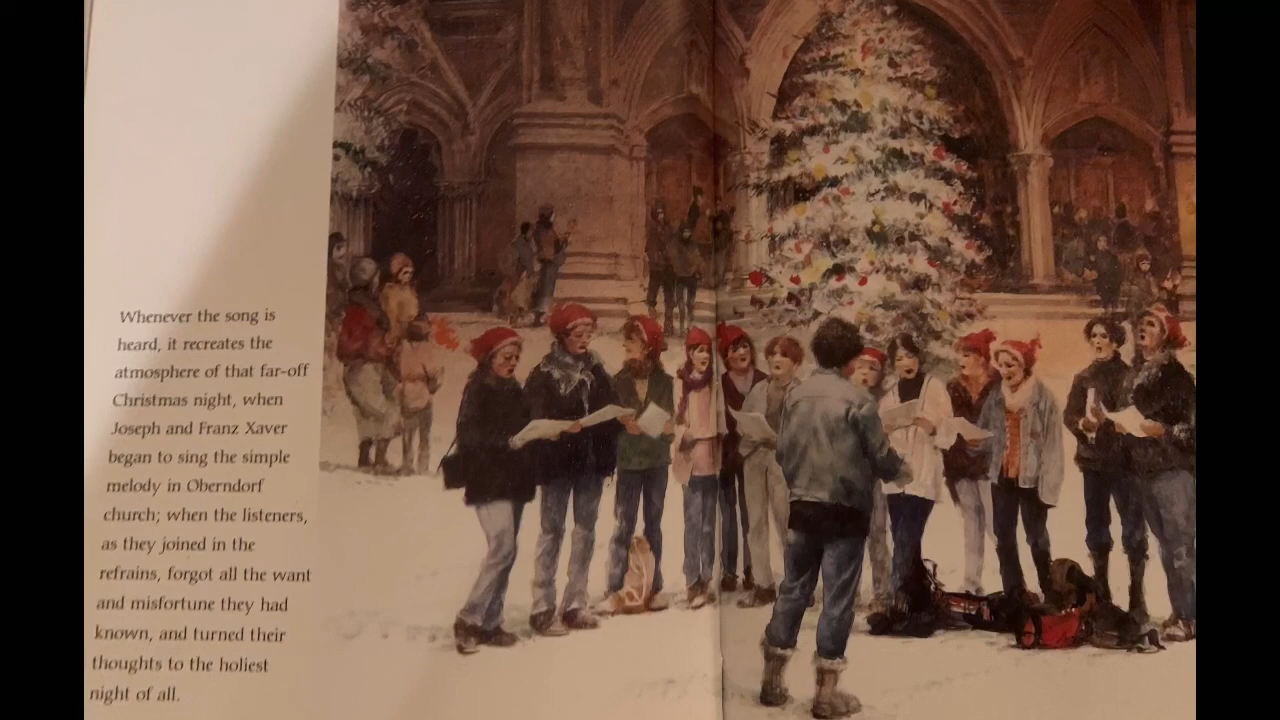 Whenever the song is
heard, it recreates the
atmosphere of that far-off
Christmas night, when
Joseph and Franz Xaver
began to sing the simple
melody in Oberndorf
church; when the listeners,
as they joined in the
refrains, forgot all the want
and misfortune they had
known, and turned their
thoughts to the holiest
night of all.